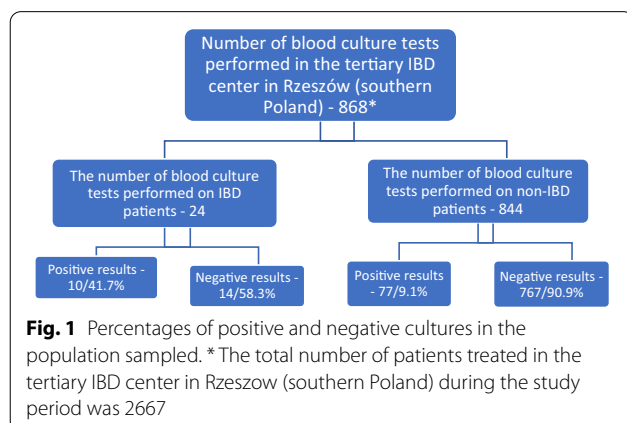 Number of blood culture tests
performed in the tertiary IBD
center in Rzeszów (southern
Poland) - 868*
The number of blood culture
tests performed on IBD
patients - 24
The number of blood culture
tests performed on non-IBD
patients - 844
Positive results -
10/41.7%
Negative results -
14/58.3%
Positive results
- 77/9.1%
Negative results -
767/90.9%
Fig. 1 Percentages of positive and negative cultures in the
population sampled. * The total number of patients treated in the
tertiary IBD center in Rzeszow (southern Poland) during the study
period was 2667